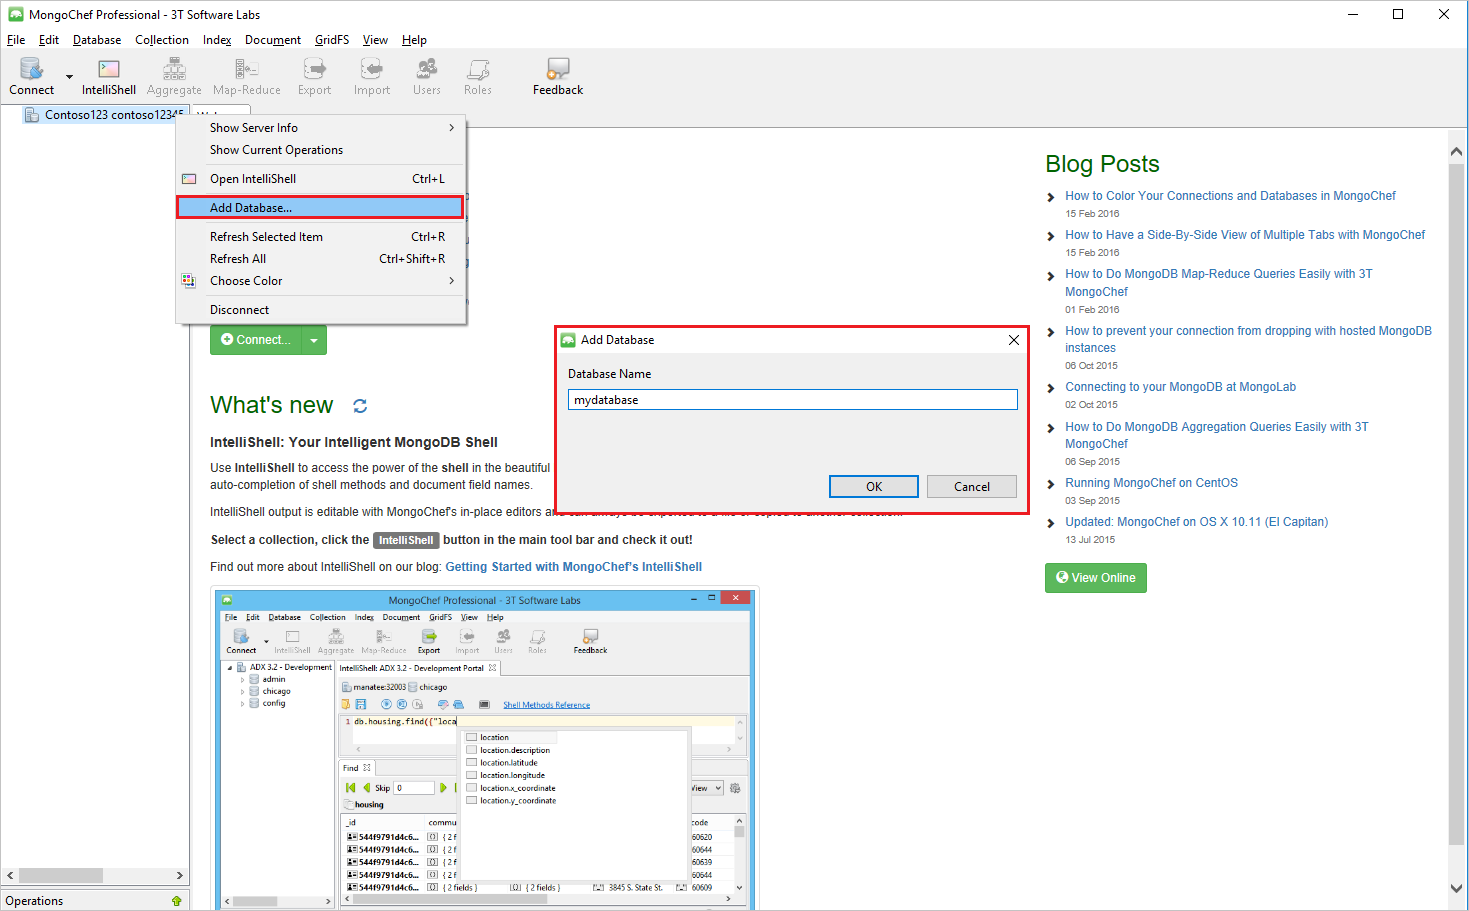 MongoChef Professional - 3T Software Labs
File Edit Database Collection Index Document GridFS View Help
Connect IntelliShell Aggregate Map-Reduce Export Import Users Roles Feedback
Contoso123 contoso12345
Show Server Info
Show Current Operations
Open IntelliShell Ctrl+L
Add Database...
Refresh Selected Item Ctrl+R
Refresh All Ctrl+Shift+R
Choose Color
Disconnect
Connect...
What's new
IntelliShell: Your Intelligent MongoDB Shell
Use IntelliShell to access the power of the shell in the beautiful
auto-completion of shell methods and document field names.
IntelliShell output is editable with MongoChef's in-place editors
Select a collection, click the IntelliShell button in the main tool bar and check it out!
Find out more about IntelliShell on our blog: Getting Started with MongoChef's IntelliShell
Add Database
Database Name
mydatabase
OK Cancel
Blog Posts
How to Color Your Connections and Databases in MongoChef
15 Feb 2016
How to Have a Side-By-Side View of Multiple Tabs with MongoChef
15 Feb 2016
How to Do MongoDB Map-Reduce Queries Easily with 3T
MongoChef
01 Feb 2016
How to prevent your connection from dropping with hosted MongoDB
instances
06 Oct 2015
Connecting to your MongoDB at MongoLab
02 Oct 2015
How to Do MongoDB Aggregation Queries Easily with 3T
MongoChef
06 Sep 2015
Running MongoChef on CentOS
03 Sep 2015
Updated: MongoChef on OS X 10.11 (El Capitan)
13 Jul 2015
View Online
MongoChef Professional - 3T Software Labs
File Edit Database Collection Index Document GridFS View Help
Connect IntelliShell Aggregate Map-Reduce Export Import Users Roles Feedback
ADX 3.2 - Development
admin
chicago
config
IntelliShell: ADX 3.2 - Development Portal
manatee:32003 chicago
Shell Methods Reference
1 db.housing.find({"loca
location
location.description
location.latitude
location.longitude
location.x_coordinate
location.y_coordinate
Find
Skip 0 View
housing
_id commu code
544f9791d4c6... { 2 f 60620
544f9791d4c6... { 2 f 60644
544f9791d4c6... { 2 f 60639
544f9791d4c6... { 2 f 60644
544f9791d4c6... { 2 fields } { 2 fields } 3845 S. State St. 60609
Operations